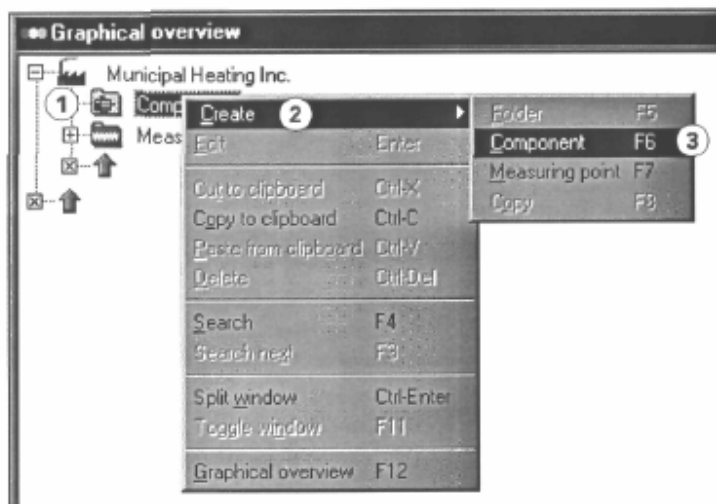 Graphical overview
Municipal Heating Inc.
1 Comp
Meas
Create 2
Edit Enter
Cut to clipboard Ctrl-X
Copy to clipboard Ctrl-C
Paste from clipboard Ctrl-V
Delete Ctrl-Del
Search F4
Search next F3
Split window Ctrl-Enter
Toggle window F11
Graphical overview F12
Folder F5
Component F6 3
Measuring point F7
Copy F8